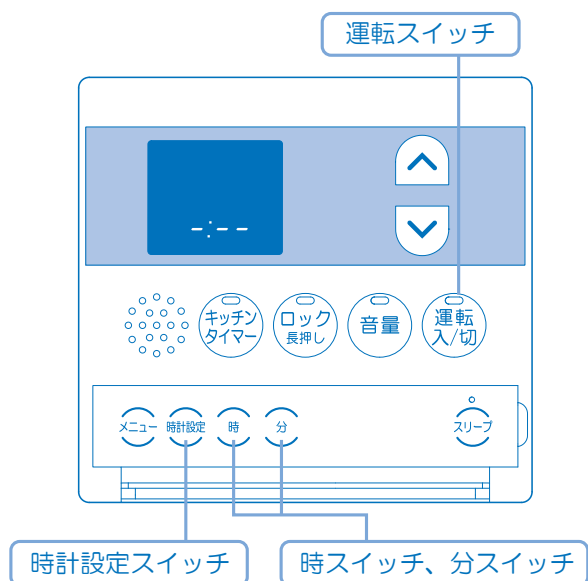 運転スイッチ
-:--
キッチン
タイマー
ロック
長押し
音量
運転
入/切
メニュー
時計設定
時
分
スリープ
時計設定スイッチ
時スイッチ、分スイッチ